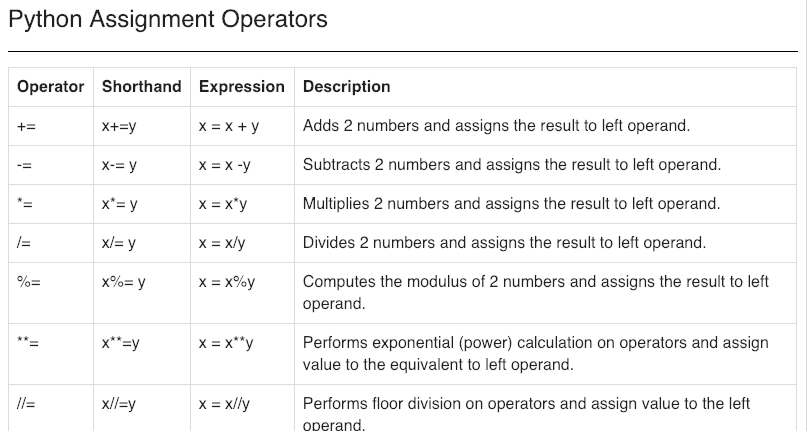 Python Assignment Operators
Operator Shorthand Expression Description
+= x+=y x = x + y Adds 2 numbers and assigns the result to left operand.
-= x-= y x = x -y Subtracts 2 numbers and assigns the result to left operand.
*= x*= y x = x*y Multiplies 2 numbers and assigns the result to left operand.
/= x/= y x = x/y Divides 2 numbers and assigns the result to left operand.
%= x%= y x = x%y Computes the modulus of 2 numbers and assigns the result to left
operand.
**= x**=y x = x**y Performs exponential (power) calculation on operators and assign
value to the equivalent to left operand.
//= x//=y x = x//y Performs floor division on operators and assign value to the left
operand.